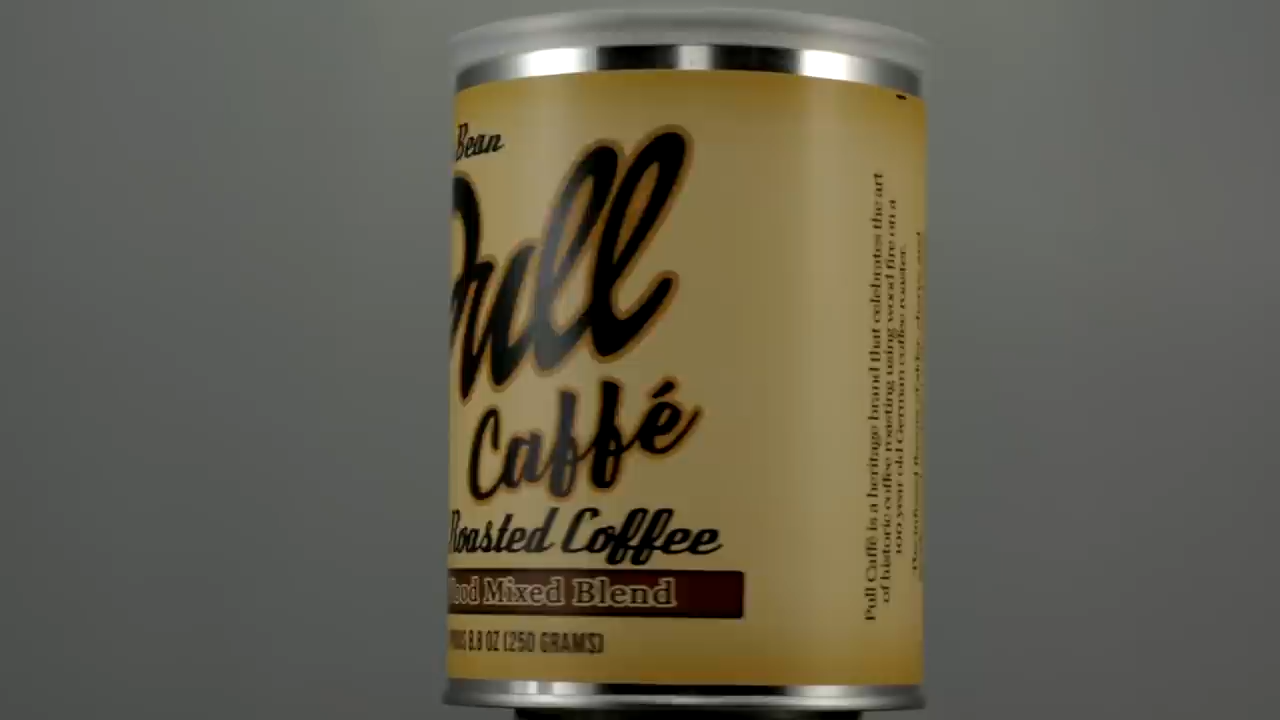 Bean
Pull
Caffé
Roasted Coffee
Mixed Blend
8.8 OZ (250 GRAMS)
Pull Caffé is a heritage brand that celebrates the art
of historic coffee roasting using wood fire on a
100 year old German coffee roaster.